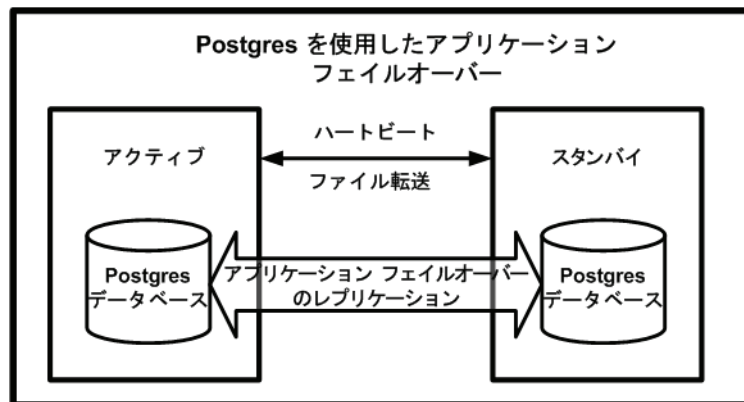 Postgres を使用したアプリケーション
フェイルオーバー
アクティブ
ハートビート
ファイル転送
スタンバイ
Postgres
データベース
アプリケーション フェイルオーバー
のレプリケーション
Postgres
データベース